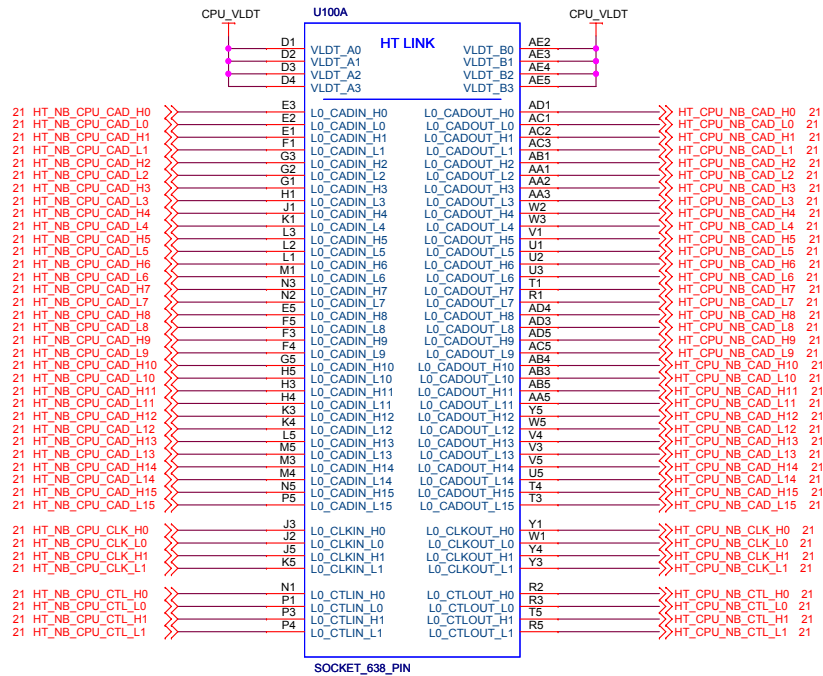 CPU_VLDT U100A CPU_VLDT
HT LINK
D1 VLDT_A0 VLDT_B0 AE2
D2 VLDT_A1 VLDT_B1 AE3
D3 VLDT_A2 VLDT_B2 AE4
D4 VLDT_A3 VLDT_B3 AE5
21 HT_NB_CPU_CAD_H0 E3 L0_CADIN_H0 L0_CADOUT_H0 AD1 HT_CPU_NB_CAD_H0 21
21 HT_NB_CPU_CAD_L0 E2 L0_CADIN_L0 L0_CADOUT_L0 AC1 HT_CPU_NB_CAD_L0 21
21 HT_NB_CPU_CAD_H1 E1 L0_CADIN_H1 L0_CADOUT_H1 AC2 HT_CPU_NB_CAD_H1 21
21 HT_NB_CPU_CAD_L1 F1 L0_CADIN_L1 L0_CADOUT_L1 AC3 HT_CPU_NB_CAD_L1 21
21 HT_NB_CPU_CAD_H2 G3 L0_CADIN_H2 L0_CADOUT_H2 AB1 HT_CPU_NB_CAD_H2 21
21 HT_NB_CPU_CAD_L2 G2 L0_CADIN_L2 L0_CADOUT_L2 AA1 HT_CPU_NB_CAD_L2 21
21 HT_NB_CPU_CAD_H3 G1 L0_CADIN_H3 L0_CADOUT_H3 AA2 HT_CPU_NB_CAD_H3 21
21 HT_NB_CPU_CAD_L3 H1 L0_CADIN_L3 L0_CADOUT_L3 AA3 HT_CPU_NB_CAD_L3 21
21 HT_NB_CPU_CAD_H4 J1 L0_CADIN_H4 L0_CADOUT_H4 W2 HT_CPU_NB_CAD_H4 21
21 HT_NB_CPU_CAD_L4 K1 L0_CADIN_L4 L0_CADOUT_L4 W3 HT_CPU_NB_CAD_L4 21
21 HT_NB_CPU_CAD_H5 L3 L0_CADIN_H5 L0_CADOUT_H5 V1 HT_CPU_NB_CAD_H5 21
21 HT_NB_CPU_CAD_L5 L2 L0_CADIN_L5 L0_CADOUT_L5 U1 HT_CPU_NB_CAD_L5 21
21 HT_NB_CPU_CAD_H6 L1 L0_CADIN_H6 L0_CADOUT_H6 U2 HT_CPU_NB_CAD_H6 21
21 HT_NB_CPU_CAD_L6 M1 L0_CADIN_L6 L0_CADOUT_L6 U3 HT_CPU_NB_CAD_L6 21
21 HT_NB_CPU_CAD_H7 N3 L0_CADIN_H7 L0_CADOUT_H7 T1 HT_CPU_NB_CAD_H7 21
21 HT_NB_CPU_CAD_L7 N2 L0_CADIN_L7 L0_CADOUT_L7 R1 HT_CPU_NB_CAD_L7 21
21 HT_NB_CPU_CAD_H8 E5 L0_CADIN_H8 L0_CADOUT_H8 AD4 HT_CPU_NB_CAD_H8 21
21 HT_NB_CPU_CAD_L8 F5 L0_CADIN_L8 L0_CADOUT_L8 AD3 HT_CPU_NB_CAD_L8 21
21 HT_NB_CPU_CAD_H9 F3 L0_CADIN_H9 L0_CADOUT_H9 AD5 HT_CPU_NB_CAD_H9 21
21 HT_NB_CPU_CAD_L9 F4 L0_CADIN_L9 L0_CADOUT_L9 AC5 HT_CPU_NB_CAD_L9 21
21 HT_NB_CPU_CAD_H10 G5 L0_CADIN_H10 L0_CADOUT_H10 AB4 HT_CPU_NB_CAD_H10 21
21 HT_NB_CPU_CAD_L10 H5 L0_CADIN_L10 L0_CADOUT_L10 AB3 HT_CPU_NB_CAD_L10 21
21 HT_NB_CPU_CAD_H11 H3 L0_CADIN_H11 L0_CADOUT_H11 AB5 HT_CPU_NB_CAD_H11 21
21 HT_NB_CPU_CAD_L11 H4 L0_CADIN_L11 L0_CADOUT_L11 AA5 HT_CPU_NB_CAD_L11 21
21 HT_NB_CPU_CAD_H12 K3 L0_CADIN_H12 L0_CADOUT_H12 Y5 HT_CPU_NB_CAD_H12 21
21 HT_NB_CPU_CAD_L12 K4 L0_CADIN_L12 L0_CADOUT_L12 W5 HT_CPU_NB_CAD_L12 21
21 HT_NB_CPU_CAD_H13 L5 L0_CADIN_H13 L0_CADOUT_H13 V4 HT_CPU_NB_CAD_H13 21
21 HT_NB_CPU_CAD_L13 M5 L0_CADIN_L13 L0_CADOUT_L13 V3 HT_CPU_NB_CAD_L13 21
21 HT_NB_CPU_CAD_H14 M3 L0_CADIN_H14 L0_CADOUT_H14 V5 HT_CPU_NB_CAD_H14 21
21 HT_NB_CPU_CAD_L14 M4 L0_CADIN_L14 L0_CADOUT_L14 U5 HT_CPU_NB_CAD_L14 21
21 HT_NB_CPU_CAD_H15 N5 L0_CADIN_H15 L0_CADOUT_H15 T4 HT_CPU_NB_CAD_H15 21
21 HT_NB_CPU_CAD_L15 P5 L0_CADIN_L15 L0_CADOUT_L15 T3 HT_CPU_NB_CAD_L15 21
21 HT_NB_CPU_CLK_H0 J3 L0_CLKIN_H0 L0_CLKOUT_H0 Y1 HT_CPU_NB_CLK_H0 21
21 HT_NB_CPU_CLK_L0 J2 L0_CLKIN_L0 L0_CLKOUT_L0 W1 HT_CPU_NB_CLK_L0 21
21 HT_NB_CPU_CLK_H1 J5 L0_CLKIN_H1 L0_CLKOUT_H1 Y4 HT_CPU_NB_CLK_H1 21
21 HT_NB_CPU_CLK_L1 K5 L0_CLKIN_L1 L0_CLKOUT_L1 Y3 HT_CPU_NB_CLK_L1 21
21 HT_NB_CPU_CTL_H0 N1 L0_CTLIN_H0 L0_CTLOUT_H0 R2 HT_CPU_NB_CTL_H0 21
21 HT_NB_CPU_CTL_L0 P1 L0_CTLIN_L0 L0_CTLOUT_L0 R3 HT_CPU_NB_CTL_L0 21
21 HT_NB_CPU_CTL_H1 P3 L0_CTLIN_H1 L0_CTLOUT_H1 T5 HT_CPU_NB_CTL_H1 21
21 HT_NB_CPU_CTL_L1 P4 L0_CTLIN_L1 L0_CTLOUT_L1 R5 HT_CPU_NB_CTL_L1 21
SOCKET_638_PIN